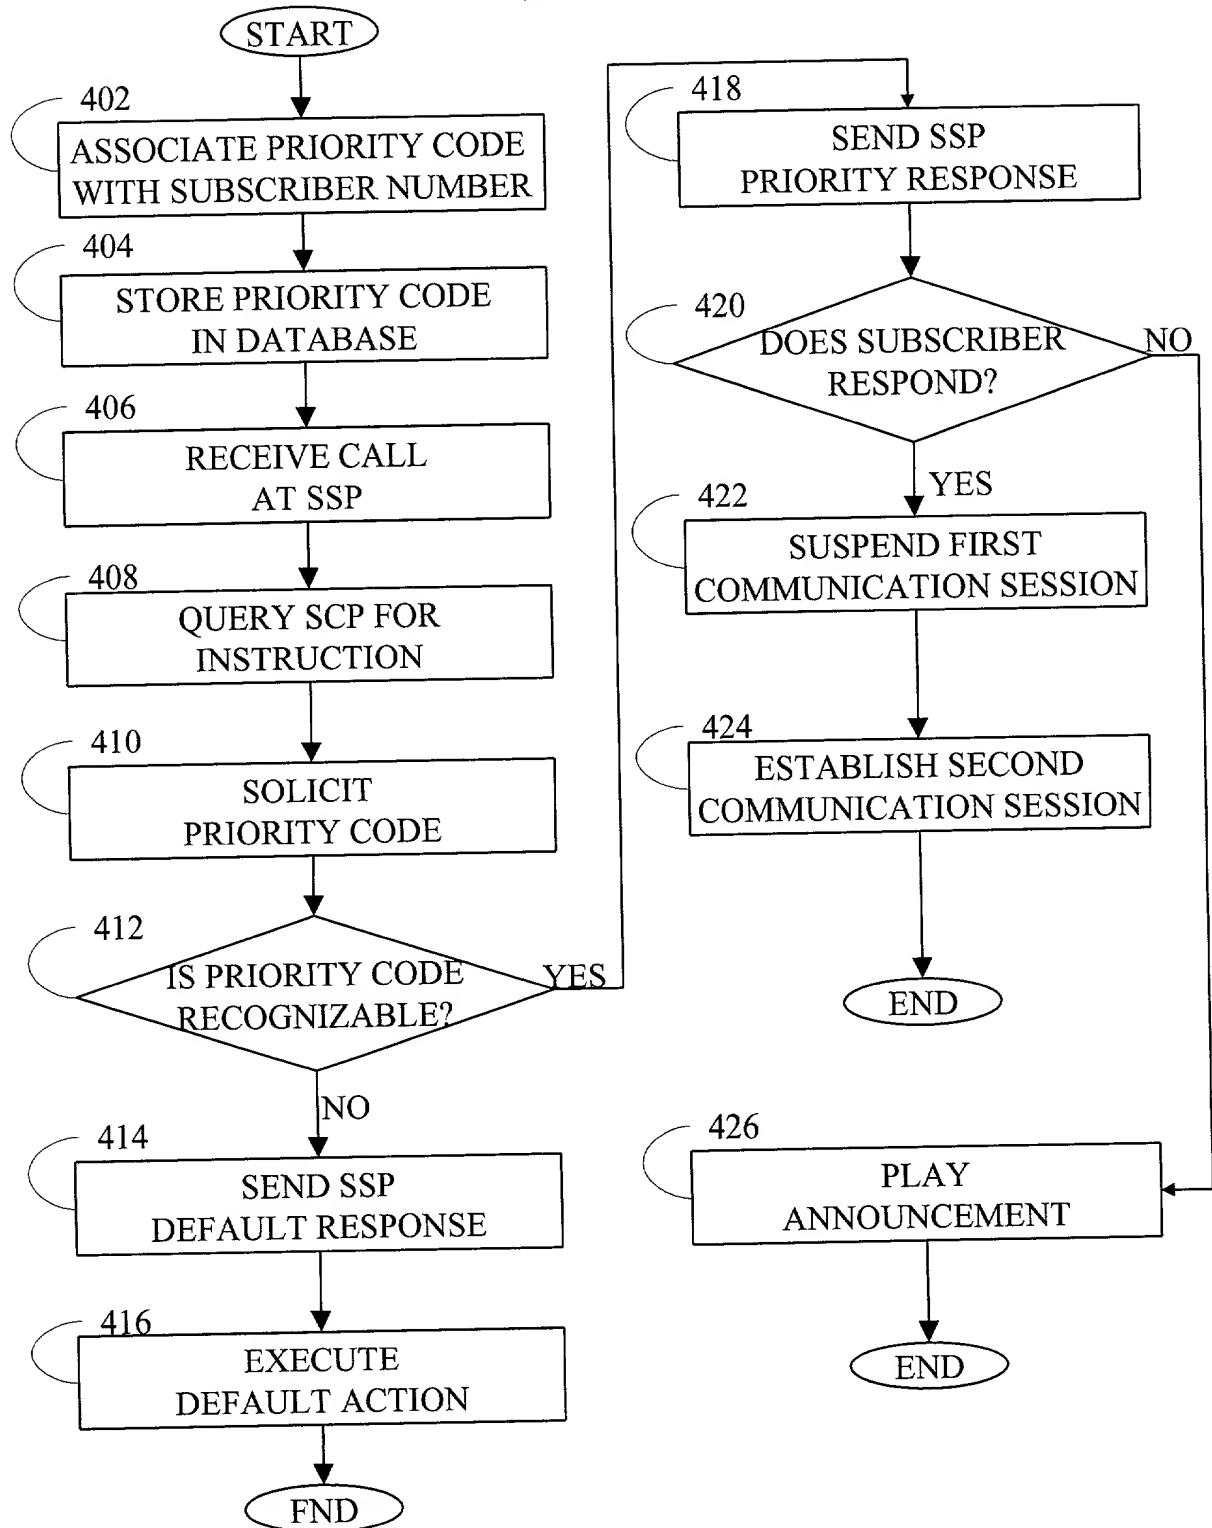 START
402
ASSOCIATE PRIORITY CODE
WITH SUBSCRIBER NUMBER
404
STORE PRIORITY CODE
IN DATABASE
406
RECEIVE CALL
AT SSP
408
QUERY SCP FOR
INSTRUCTION
410
SOLICIT
PRIORITY CODE
412
IS PRIORITY CODE
RECOGNIZABLE?
YES
NO
414
SEND SSP
DEFAULT RESPONSE
416
EXECUTE
DEFAULT ACTION
FND
418
SEND SSP
PRIORITY RESPONSE
420
DOES SUBSCRIBER
RESPOND?
NO
YES
422
SUSPEND FIRST
COMMUNICATION SESSION
424
ESTABLISH SECOND
COMMUNICATION SESSION
END
426
PLAY
ANNOUNCEMENT
END